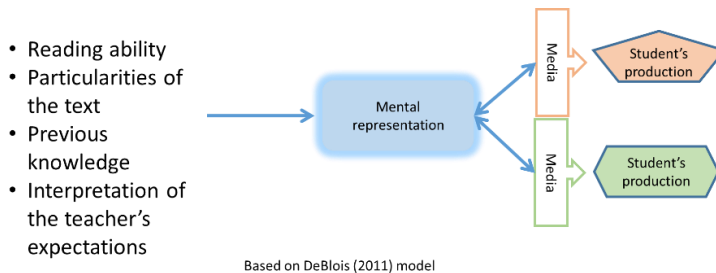 • Reading ability
• Particularities of
the text
• Previous
knowledge
• Interpretation of
the teacher's
expectations
Mental
representation
Media
Student's
production
Media
Student's
production
Based on DeBlois (2011) model